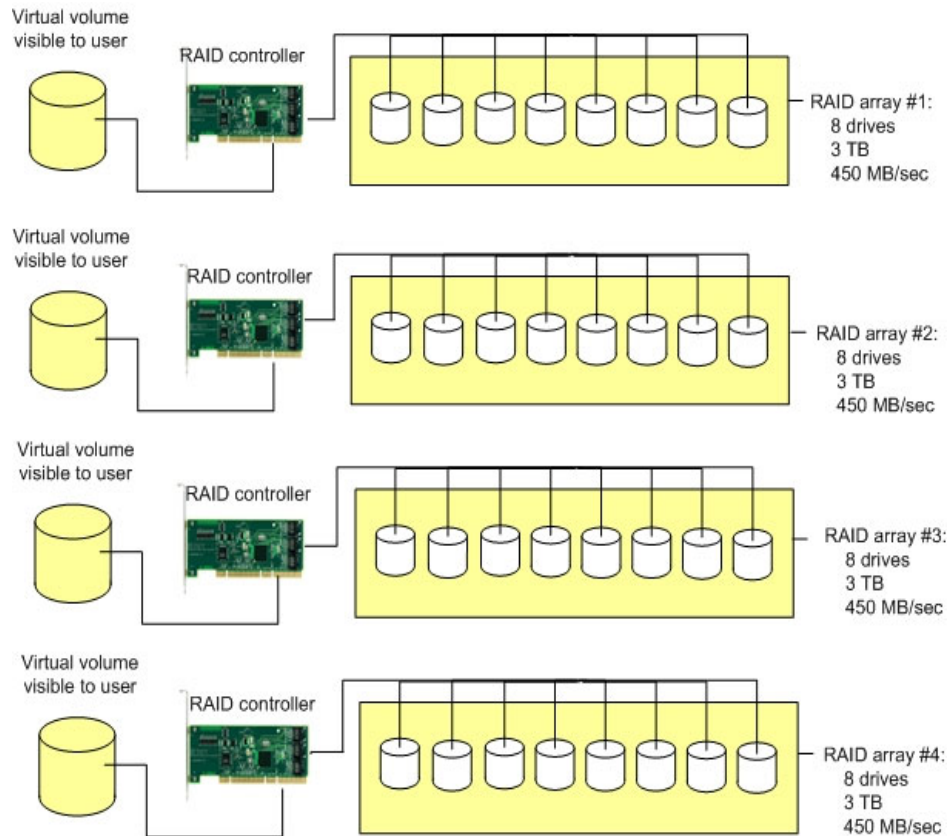 Virtual volume
visible to user
RAID controller
RAID array #1:
8 drives
3 TB
450 MB/sec
Virtual volume
visible to user
RAID controller
RAID array #2:
8 drives
3 TB
450 MB/sec
Virtual volume
visible to user
RAID controller
RAID array #3:
8 drives
3 TB
450 MB/sec
Virtual volume
visible to user
RAID controller
RAID array #4:
8 drives
3 TB
450 MB/sec